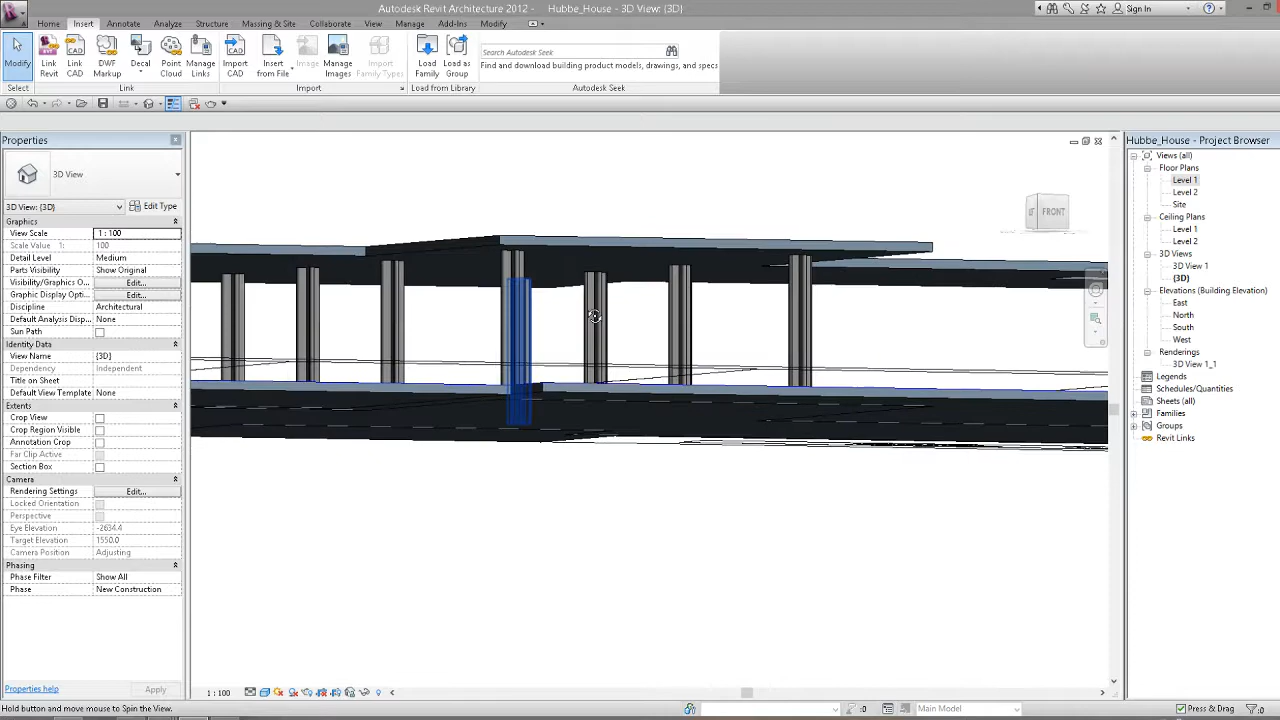 Autodesk Revit Architecture 2012 - Hubbe_House - 3D View: {3D}
Sign In
Home Insert Annotate Analyze Structure Massing & Site Collaborate View Manage Add-Ins Modify
Modify
Link Revit
Link CAD
DWF Markup
Decal
Point Cloud
Manage Links
Import CAD
Insert from File
Image
Manage Images
Import Family Types
Load Family
Load as Group
Search Autodesk Seek
Find and download building product models, drawings, and specs
Select Link Import Load from Library Autodesk Seek
Properties
3D View
3D View: {3D} Edit Type
Graphics
View Scale 1 : 100
Scale Value 1: 100
Detail Level Medium
Parts Visibility Show Original
Visibility/Graphics O... Edit...
Graphic Display Opti... Edit...
Discipline Architectural
Default Analysis Disp... None
Sun Path
Identity Data
View Name {3D}
Dependency Independent
Title on Sheet
Default View Template None
Extents
Crop View
Crop Region Visible
Annotation Crop
Far Clip Active
Section Box
Camera
Rendering Settings Edit...
Locked Orientation
Perspective
Eye Elevation -2634.4
Target Elevation 1550.0
Camera Position Adjusting
Phasing
Phase Filter Show All
Phase New Construction
Properties help Apply
FRONT
1 : 100
Hubbe_House - Project Browser
Views (all)
Floor Plans
Level 1
Level 2
Site
Ceiling Plans
Level 1
Level 2
3D Views
3D View 1
{3D}
Elevations (Building Elevation)
East
North
South
West
Renderings
3D View 1_1
Legends
Schedules/Quantities
Sheets (all)
Families
Groups
Revit Links
Hold button and move mouse to Spin the View.
:0
Main Model
Press & Drag
:0